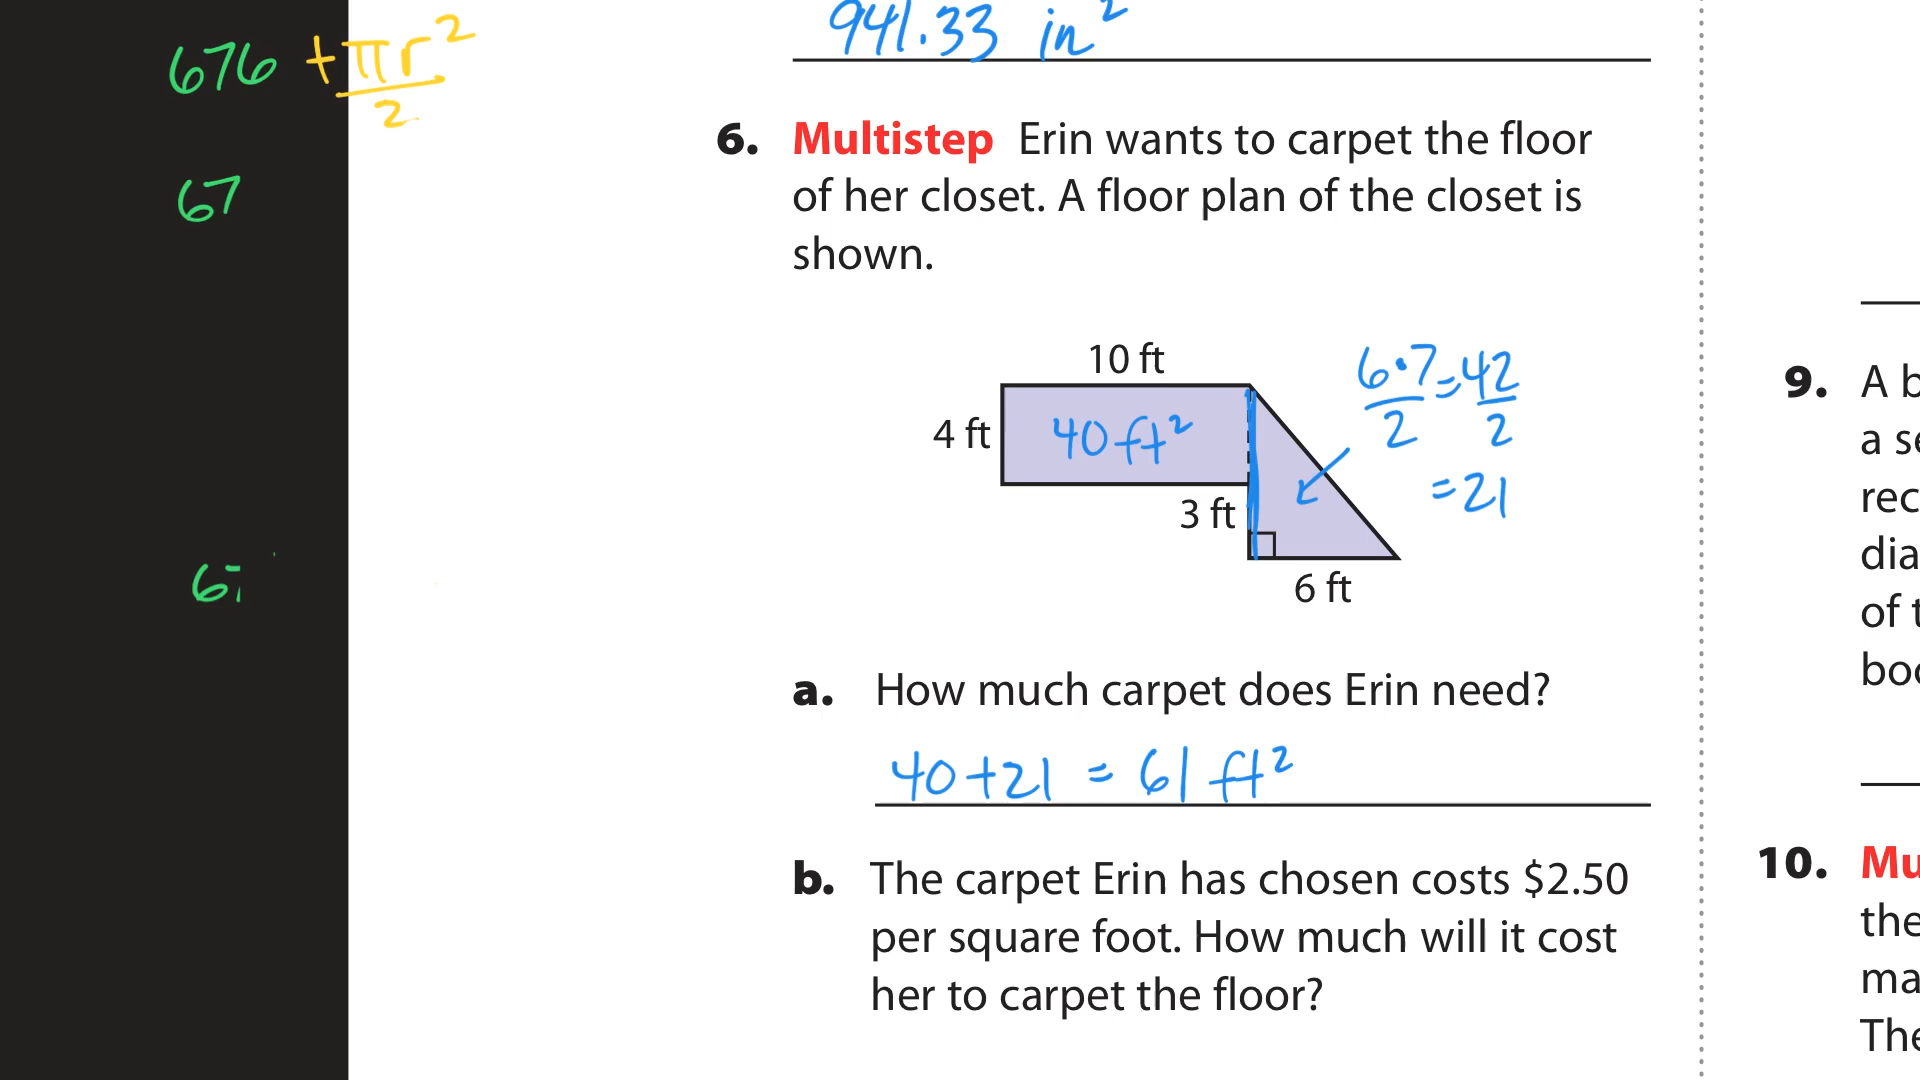 676 + πr²
2
67
67
941.33 in²
6. Multistep Erin wants to carpet the floor
of her closet. A floor plan of the closet is
shown.
10 ft
4 ft
40 ft²
3 ft
6 ft
6·7 = 42
2 2
= 21
a. How much carpet does Erin need?
40 + 21 = 61 ft²
b. The carpet Erin has chosen costs $2.50
per square foot. How much will it cost
her to carpet the floor?
9. A b
a se
rec
dia
of t
boo
10. Mu
the
ma
The